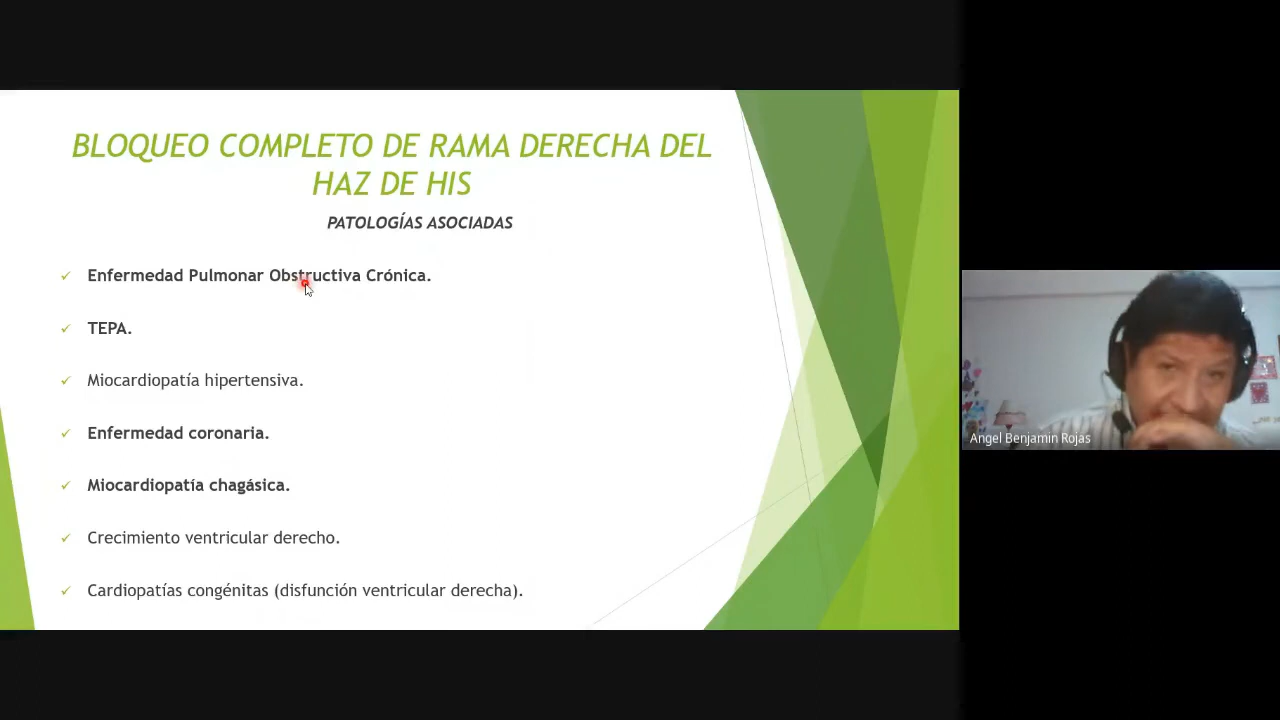 BLOQUEO COMPLETO DE RAMA DERECHA DEL
HAZ DE HIS
PATOLOGÍAS ASOCIADAS
Enfermedad Pulmonar Obstructiva Crónica.
TEPA.
Miocardiopatía hipertensiva.
Enfermedad coronaria.
Miocardiopatía chagásica.
Crecimiento ventricular derecho.
Cardiopatías congénitas (disfunción ventricular derecha).
Angel Benjamin Rojas